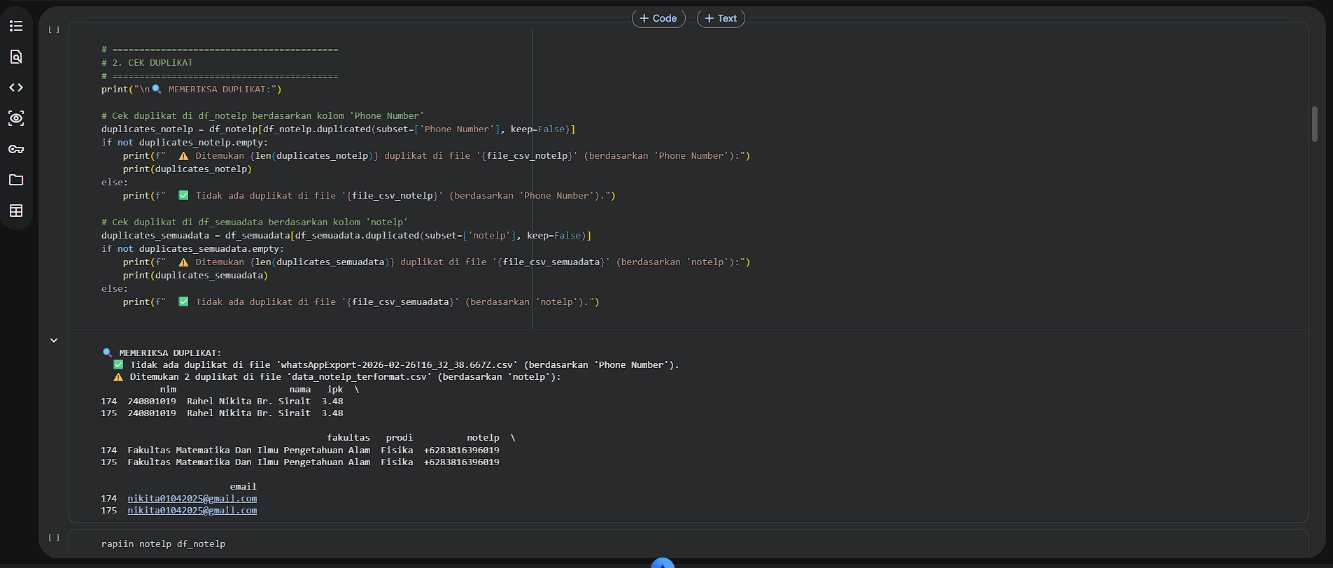 + Code + Text
[ ]
# ------------------------------------------
# 2. CEK DUPLIKAT
# ==========================================
print("\n🔍 MEMERIKSA DUPLIKAT:")
# Cek duplikat di df_notelp berdasarkan kolom 'Phone Number'
duplicates_notelp = df_notelp[df_notelp.duplicated(subset=['Phone Number'], keep=False)]
if not duplicates_notelp.empty:
    print(f"  ⚠️ Ditemukan {len(duplicates_notelp)} duplikat di file '{file_csv_notelp}' (berdasarkan 'Phone Number'):")
    print(duplicates_notelp)
else:
    print(f"  ✅ Tidak ada duplikat di file '{file_csv_notelp}' (berdasarkan 'Phone Number').")
# Cek duplikat di df_semuadata berdasarkan kolom 'notelp'
duplicates_semuadata = df_semuadata[df_semuadata.duplicated(subset=['notelp'], keep=False)]
if not duplicates_semuadata.empty:
    print(f"  ⚠️ Ditemukan {len(duplicates_semuadata)} duplikat di file '{file_csv_semuadata}' (berdasarkan 'notelp'):")
    print(duplicates_semuadata)
else:
    print(f"  ✅ Tidak ada duplikat di file '{file_csv_semuadata}' (berdasarkan 'notelp').")
🔍 MEMERIKSA DUPLIKAT:
  ✅ Tidak ada duplikat di file 'whatsAppExport-2026-02-26T16_32_38.667Z.csv' (berdasarkan 'Phone Number').
  ⚠️ Ditemukan 2 duplikat di file 'data_notelp_terformat.csv' (berdasarkan 'notelp'):
nim nama ipk \
174 240801019 Rahel Nikita Br. Sirait 3.48
175 240801019 Rahel Nikita Br. Sirait 3.48
fakultas prodi notelp \
174 Fakultas Matematika Dan Ilmu Pengetahuan Alam Fisika +6283816396019
175 Fakultas Matematika Dan Ilmu Pengetahuan Alam Fisika +6283816396019
email
174 nikita01042025@gmail.com
175 nikita01042025@gmail.com
[ ] rapiin notelp df_notelp